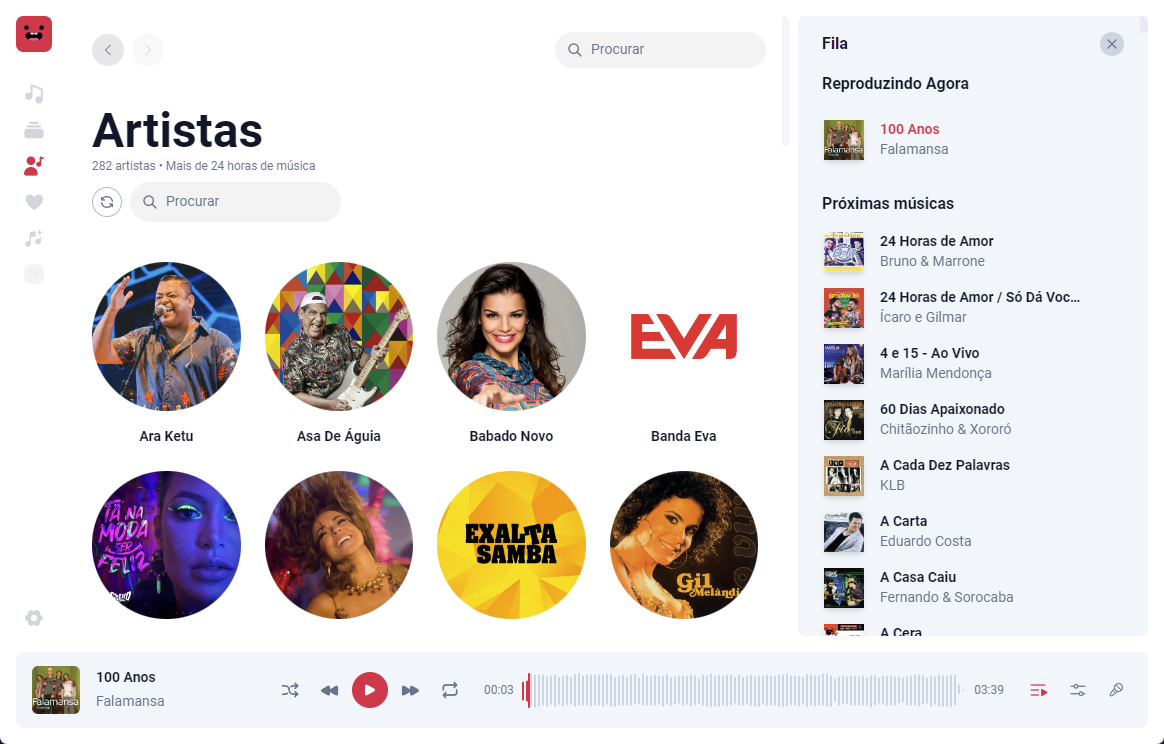 Procurar
Artistas
282 artistas • Mais de 24 horas de música
Procurar
EVA
Ara Ketu
Asa De Águia
Babado Novo
Banda Eva
TÁ NA
MODA
SER
FELIZ
EXALTA
SAMBA
Gil
Melândi
Fila
Reproduzindo Agora
100 Anos
Falamansa
Próximas músicas
24 Horas de Amor
Bruno & Marrone
24 Horas de Amor / Só Dá Voc...
Ícaro e Gilmar
4 e 15 - Ao Vivo
Marília Mendonça
60 Dias Apaixonado
Chitãozinho & Xororó
A Cada Dez Palavras
KLB
A Carta
Eduardo Costa
A Casa Caiu
Fernando & Sorocaba
A Cera
Falamansa
100 Anos
Falamansa
00:03
03:39